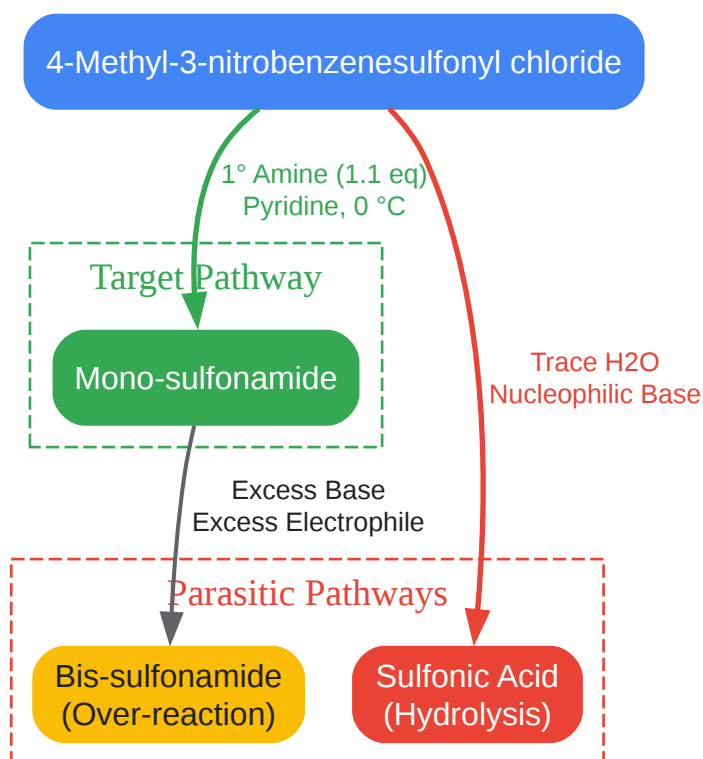 4-Methyl-3-nitrobenzenesulfonyl chloride
1° Amine (1.1 eq)
Pyridine, 0 °C
Target Pathway
Mono-sulfonamide
Trace H2O
Nucleophilic Base
Excess Base
Excess Electrophile
Parasitic Pathways
Bis-sulfonamide
(Over-reaction)
Sulfonic Acid
(Hydrolysis)